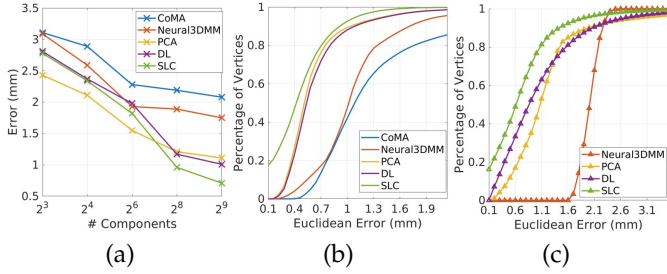 3.5
3
2.5
2
1.5
1
0.5
Error (mm)
CoMA
Neural3DMM
PCA
DL
SLC
2^3 2^4 2^6 2^8 2^9
# Components
(a)
1
0.8
0.6
0.4
0.2
0
Percentage of Vertices
CoMA
Neural3DMM
PCA
DL
SLC
0.1 0.4 0.7 1 1.3 1.6 1.9
Euclidean Error (mm)
(b)
1
0.8
0.6
0.4
0.2
0
Percentage of Vertices
Neural3DMM
PCA
DL
SLC
0.1 0.6 1.1 1.6 2.1 2.6 3.1
Euclidean Error (mm)
(c)